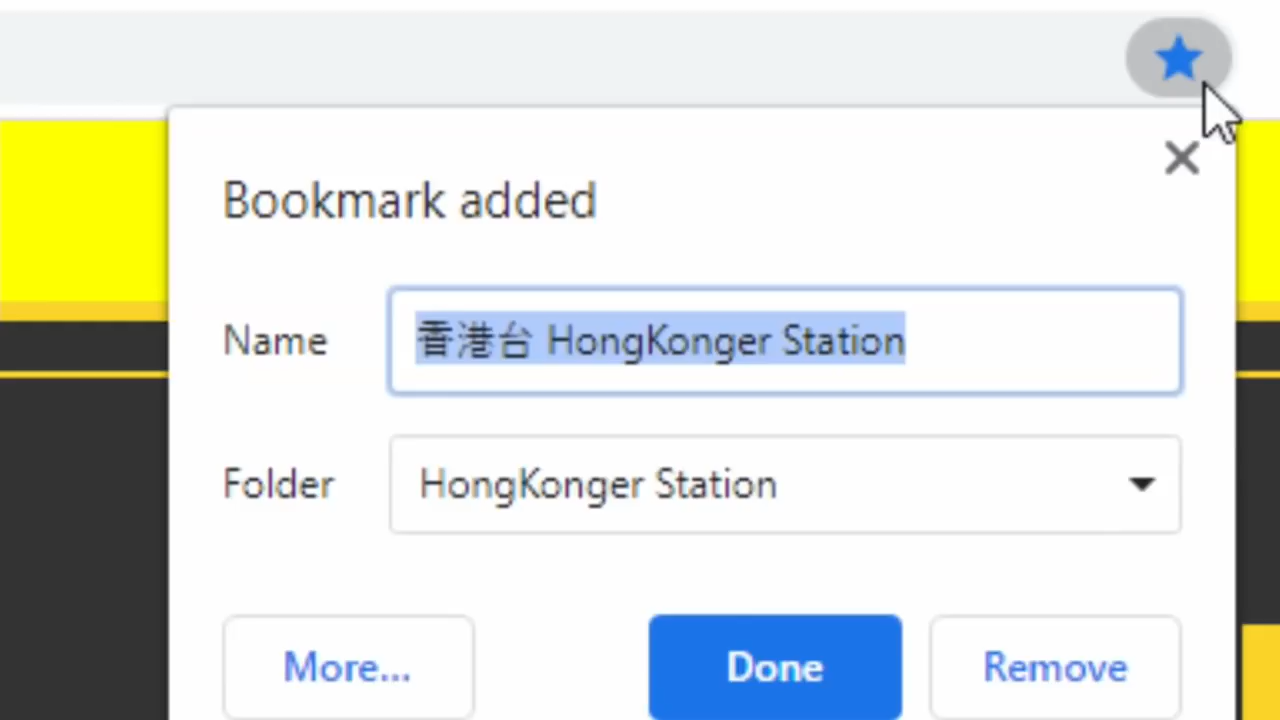 Bookmark added
Name 香港台 HongKonger Station
Folder HongKonger Station
More... Done Remove